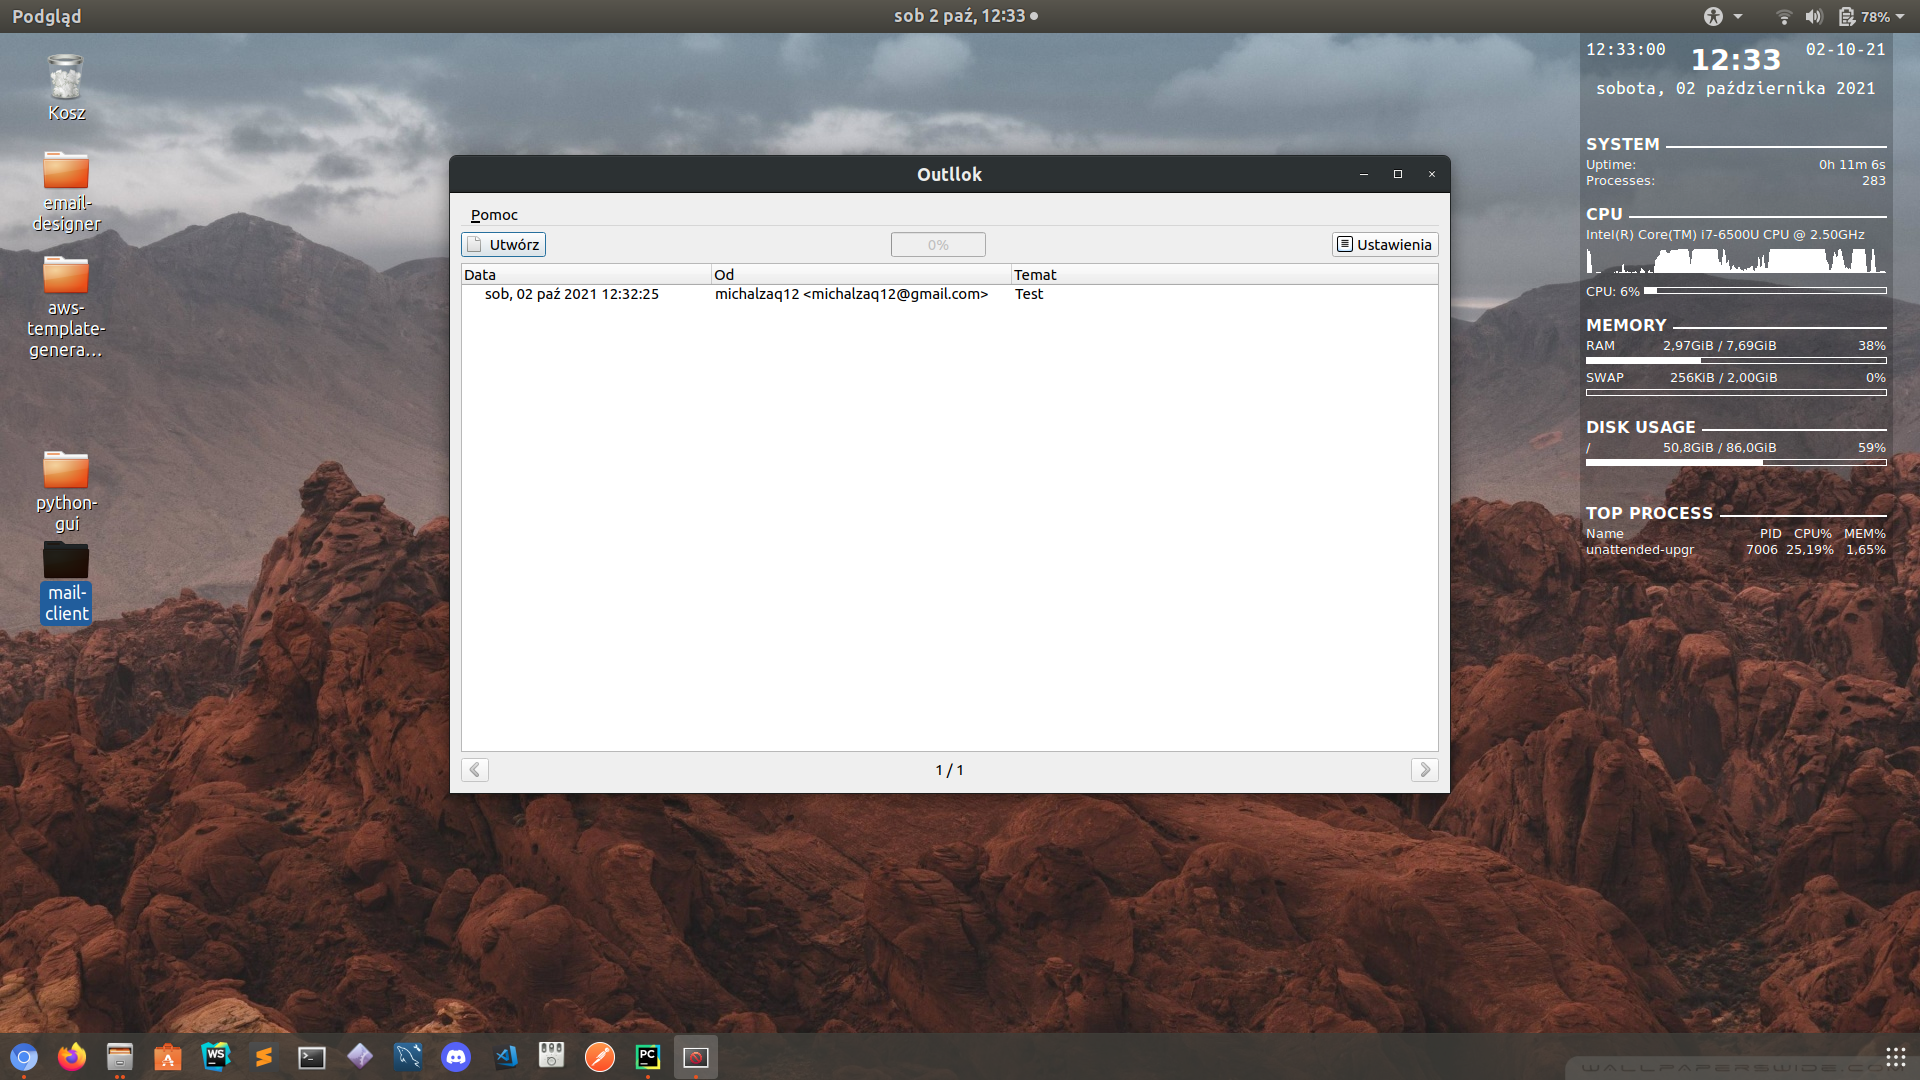 Podgląd
sob 2 paź, 12:33
78%
Kosz
email-
designer
aws-
template-
genera...
python-
gui
mail-
client
Outllok
Pomoc
Utwórz
0%
Ustawienia
Data Od Temat
sob, 02 paź 2021 12:32:25 michalzaq12 <michalzaq12@gmail.com> Test
1 / 1
12:33:00 12:33 02-10-21
sobota, 02 października 2021
SYSTEM
Uptime: 0h 11m 6s
Processes: 283
CPU
Intel(R) Core(TM) i7-6500U CPU @ 2.50GHz
CPU: 6%
MEMORY
RAM 2,97GiB / 7,69GiB 38%
SWAP 256KiB / 2,00GiB 0%
DISK USAGE
/ 50,8GiB / 86,0GiB 59%
TOP PROCESS
Name PID CPU% MEM%
unattended-upgr 7006 25,19% 1,65%
WS
PC
WALLPAPERSWIDE.COM